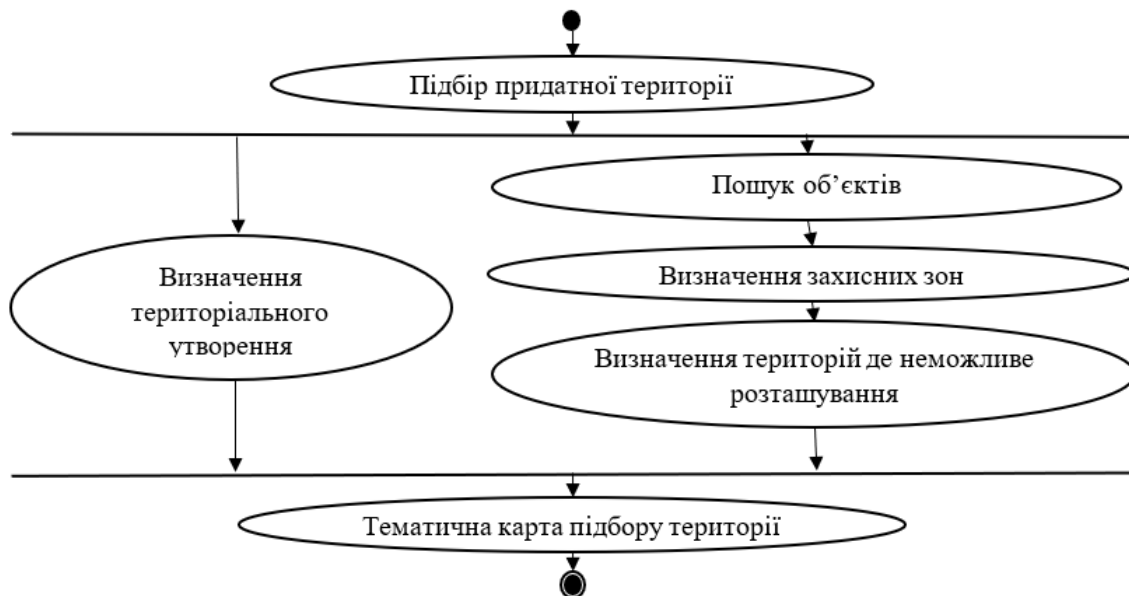 Підбір придатної території
Пошук об’єктів
Визначення захисних зон
Визначення
територіального
утворення
Визначення територій де неможливе
розташування
Тематична карта підбору території